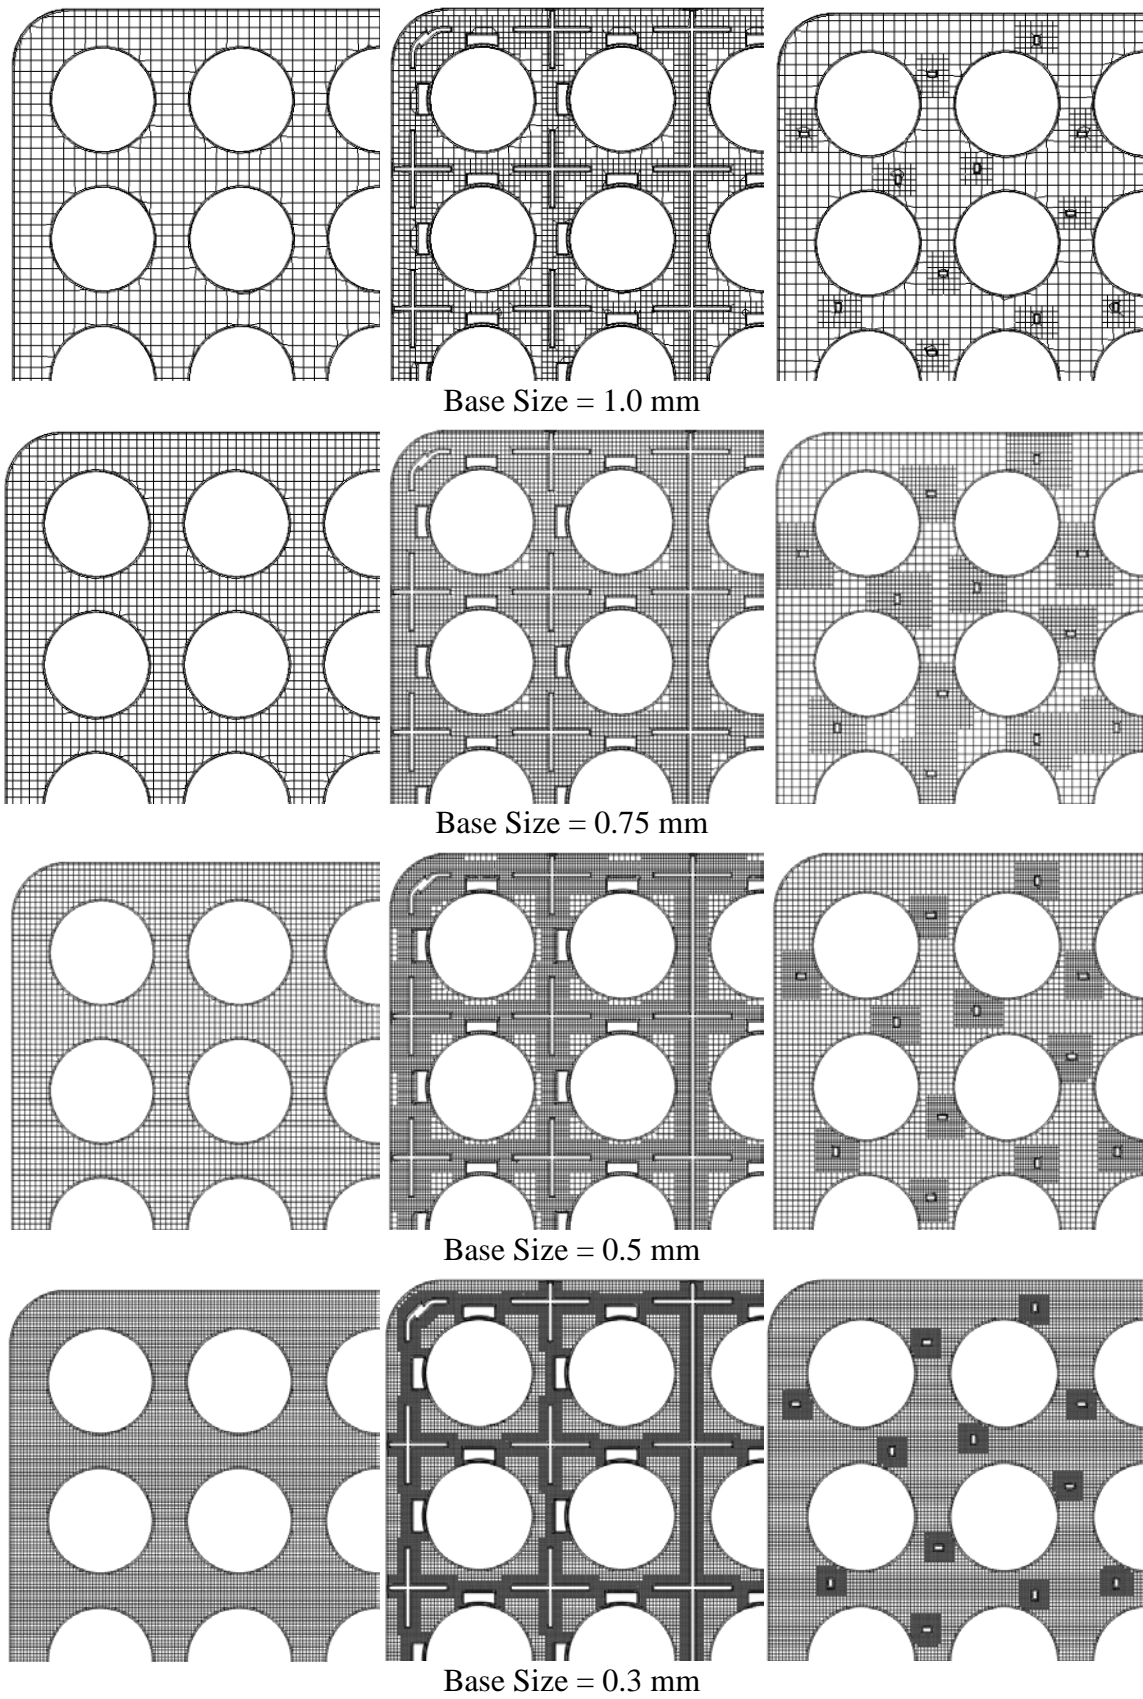 Base Size = 1.0 mm
Base Size = 0.75 mm
Base Size = 0.5 mm
Base Size = 0.3 mm